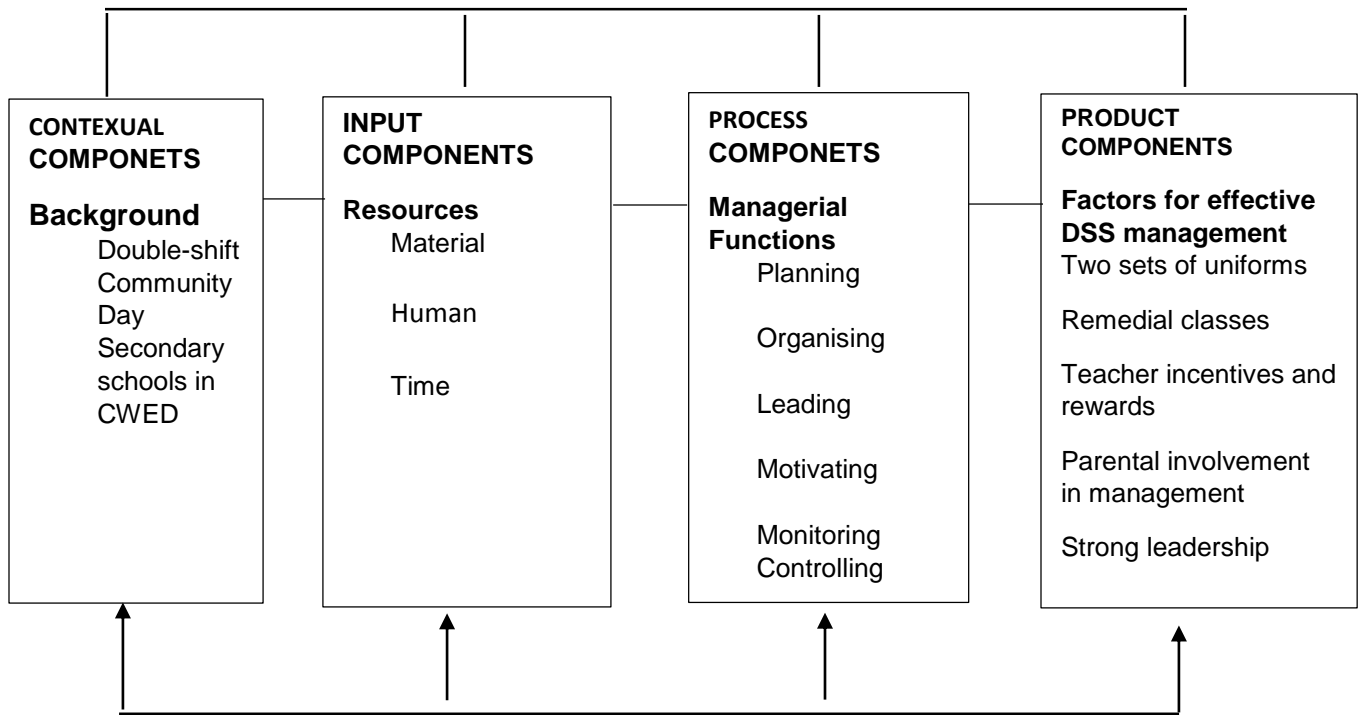 CONTEXUAL
COMPONETS
Background
Double-shift
Community
Day
Secondary
schools in
CWED
INPUT
COMPONENTS
Resources
Material
Human
Time
PROCESS
COMPONETS
Managerial
Functions
Planning
Organising
Leading
Motivating
Monitoring
Controlling
PRODUCT
COMPONENTS
Factors for effective
DSS management
Two sets of uniforms
Remedial classes
Teacher incentives and
rewards
Parental involvement
in management
Strong leadership